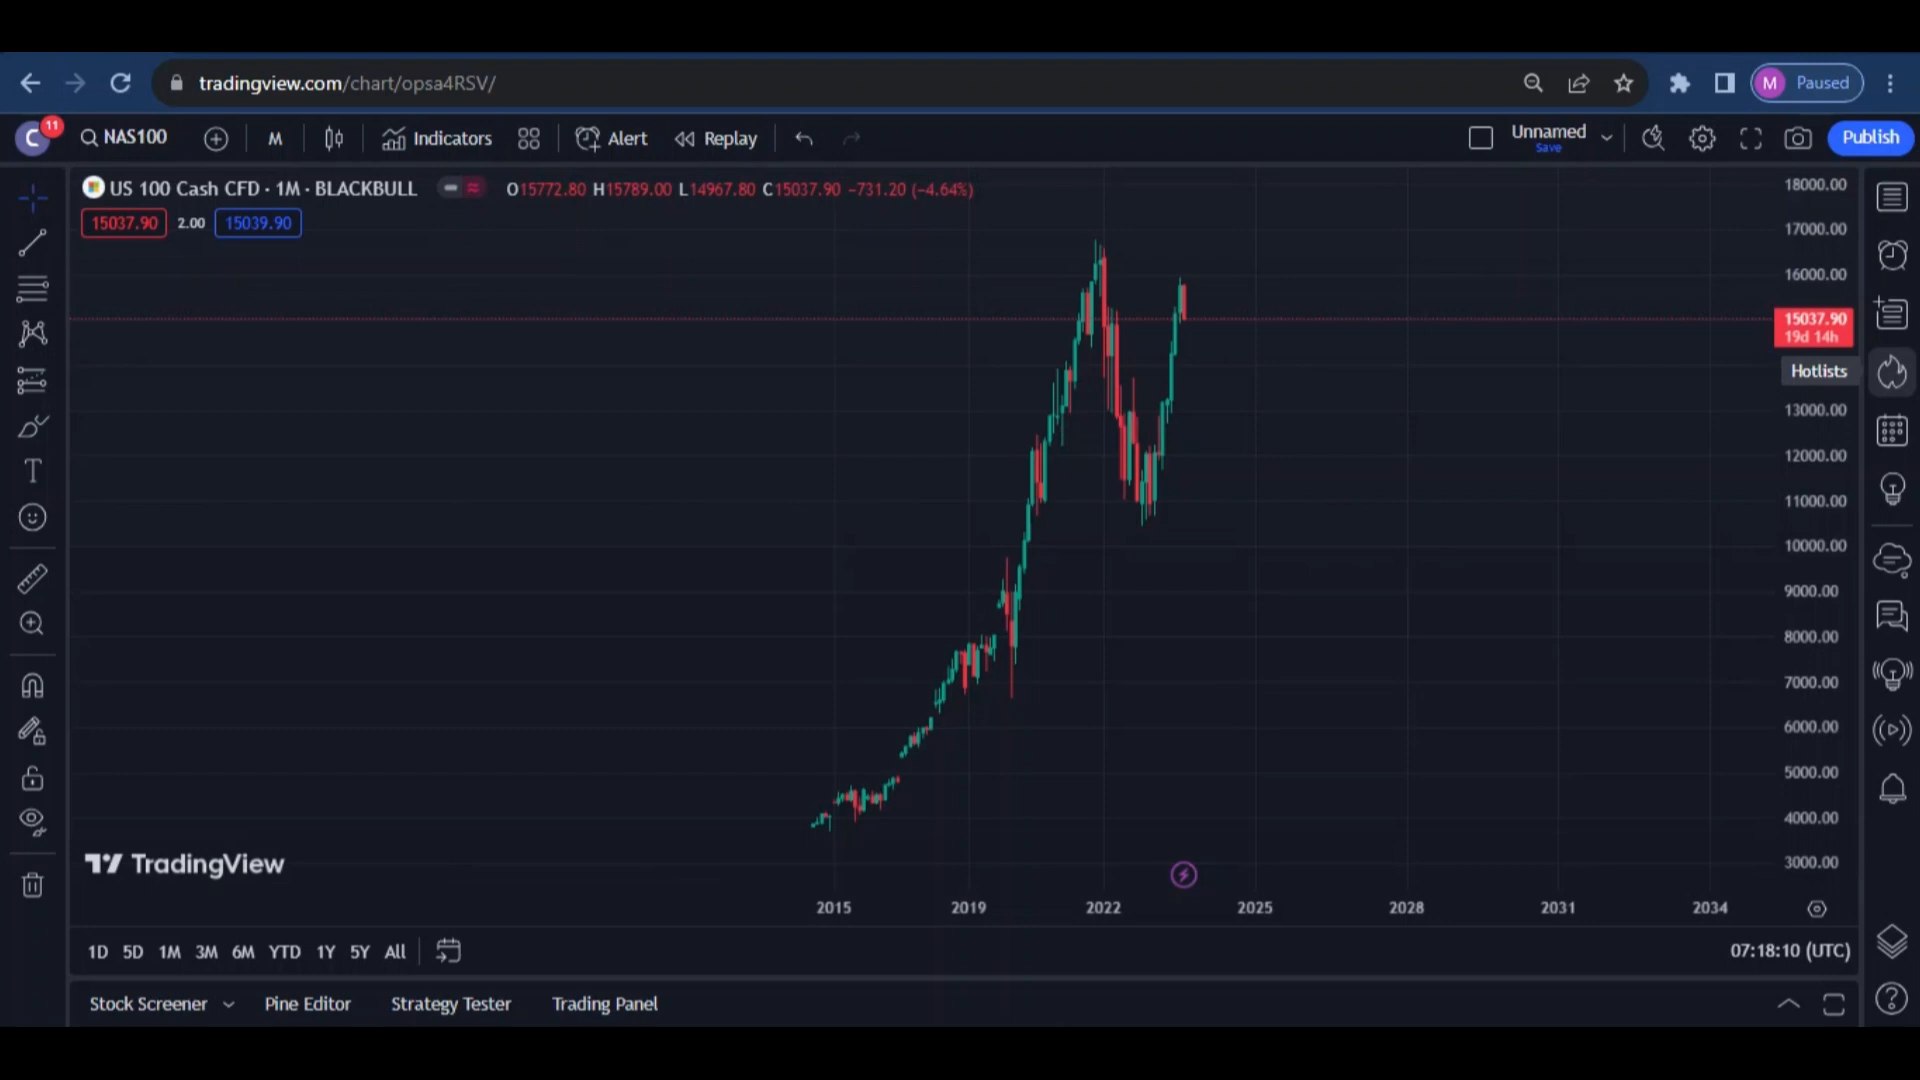 tradingview.com/chart/opsa4RSV/
M Paused
C 11
NAS100
M
Indicators
Alert
Replay
Unnamed
Save
Publish
US 100 Cash CFD · 1M · BLACKBULL
O15772.80 H15789.00 L14967.80 C15037.90 −731.20 (−4.64%)
15037.90 2.00 15039.90
18000.00
17000.00
16000.00
15037.90
19d 14h
Hotlists
13000.00
12000.00
11000.00
10000.00
9000.00
8000.00
7000.00
6000.00
5000.00
4000.00
3000.00
TradingView
2015 2019 2022 2025 2028 2031 2034
1D 5D 1M 3M 6M YTD 1Y 5Y All
07:18:10 (UTC)
Stock Screener Pine Editor Strategy Tester Trading Panel